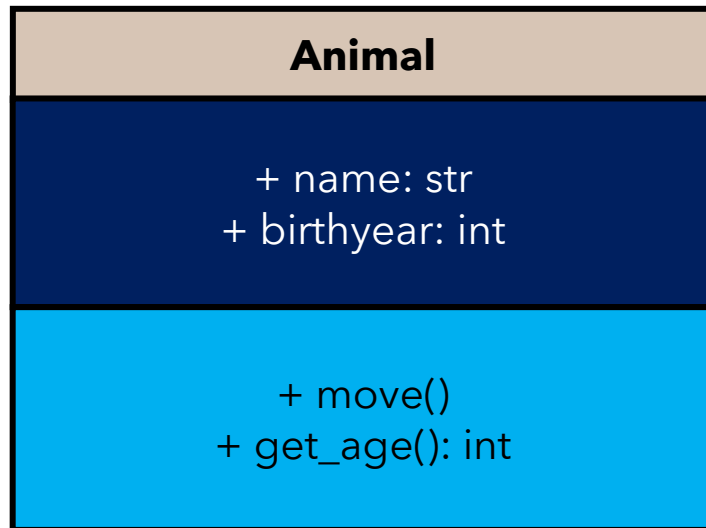 Animal
+ name: str
+ birthyear: int
+ move()
+ get_age(): int